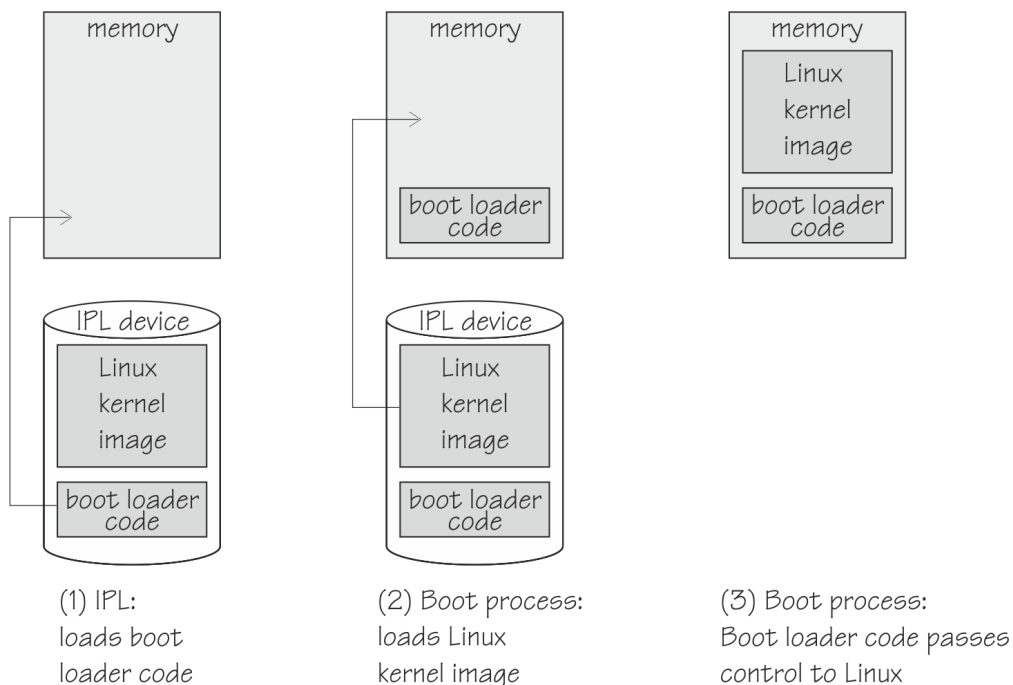 memory
IPL device
Linux
kernel
image
boot loader
code
(1) IPL:
loads boot
loader code
memory
boot loader
code
IPL device
Linux
kernel
image
boot loader
code
(2) Boot process:
loads Linux
kernel image
memory
Linux
kernel
image
boot loader
code
(3) Boot process:
Boot loader code passes
control to Linux